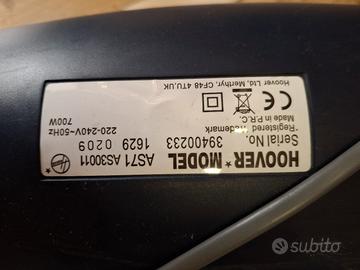 HOOVER* MODEL AS71 AS30011
Serial No. 39400233 1629 0209
*Registered Trademark 220-240V~50Hz
Made in P.R.C. 700W
Hoover Ltd, Merthyr, CF48 4TU,UK
subito